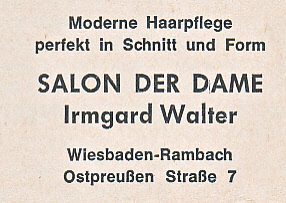 Moderne Haarpflege
perfekt in Schnitt und Form
SALON DER DAME
Irmgard Walter
Wiesbaden-Rambach
Ostpreußen Straße 7